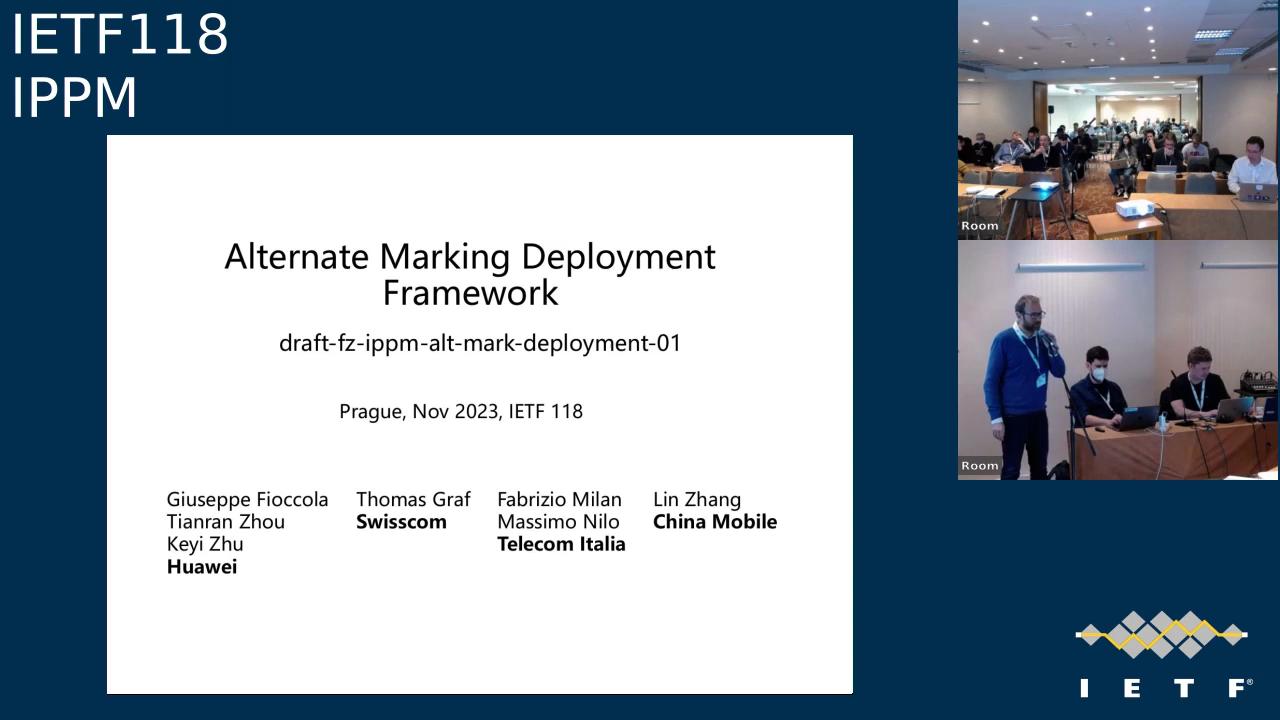 IETF118
IPPM
Alternate Marking Deployment
Framework
draft-fz-ippm-alt-mark-deployment-01
Prague, Nov 2023, IETF 118
Giuseppe Fioccola
Tianran Zhou
Keyi Zhu
Huawei
Thomas Graf
Swisscom
Fabrizio Milan
Massimo Nilo
Telecom Italia
Lin Zhang
China Mobile
Room
Room
I E T F®